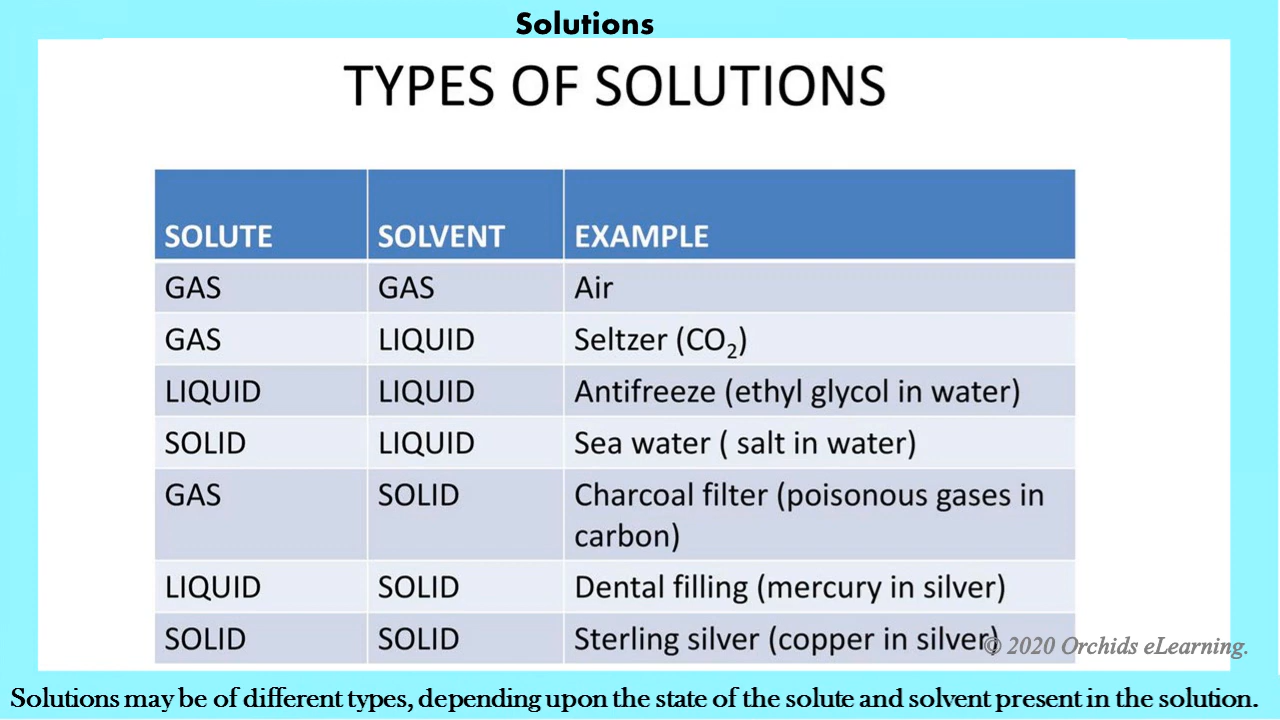 Solutions
TYPES OF SOLUTIONS
SOLUTE SOLVENT EXAMPLE
GAS GAS Air
GAS LIQUID Seltzer (CO₂)
LIQUID LIQUID Antifreeze (ethyl glycol in water)
SOLID LIQUID Sea water ( salt in water)
GAS SOLID Charcoal filter (poisonous gases in
carbon)
LIQUID SOLID Dental filling (mercury in silver)
SOLID SOLID Sterling silver (copper in silver)
© 2020 Orchids eLearning.
Solutions may be of different types, depending upon the state of the solute and solvent present in the solution.